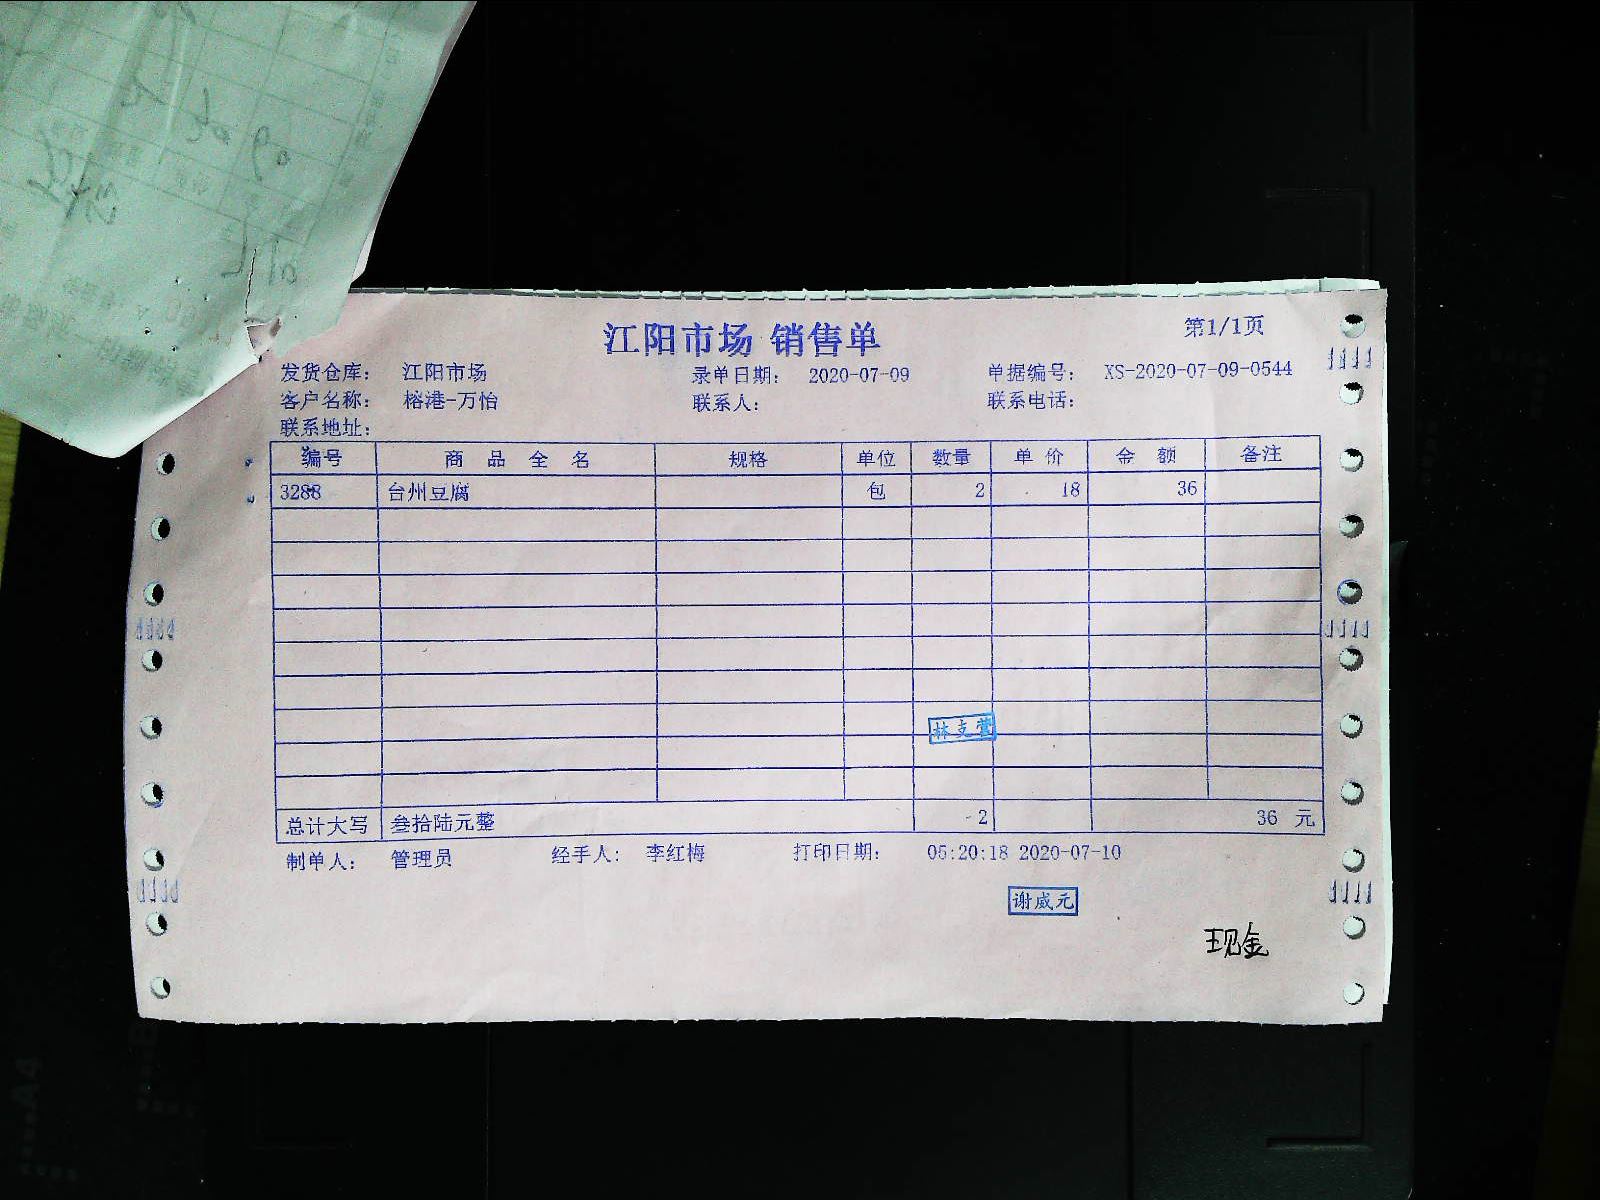 江阳市场 销售单
第1/1页
发货仓库： 江阳市场 录单日期： 2020-07-09 单据编号： XS-2020-07-09-0544
客户名称： 榕港-万怡 联系人： 联系电话：
联系地址：
编号 商品全名 规格 单位 数量 单价 金额 备注
3288 台州豆腐 包 2 18 36
林支营
总计大写 叁拾陆元整 2 36 元
制单人： 管理员 经手人： 李红梅 打印日期： 05:20:18 2020-07-10
谢威元
现金